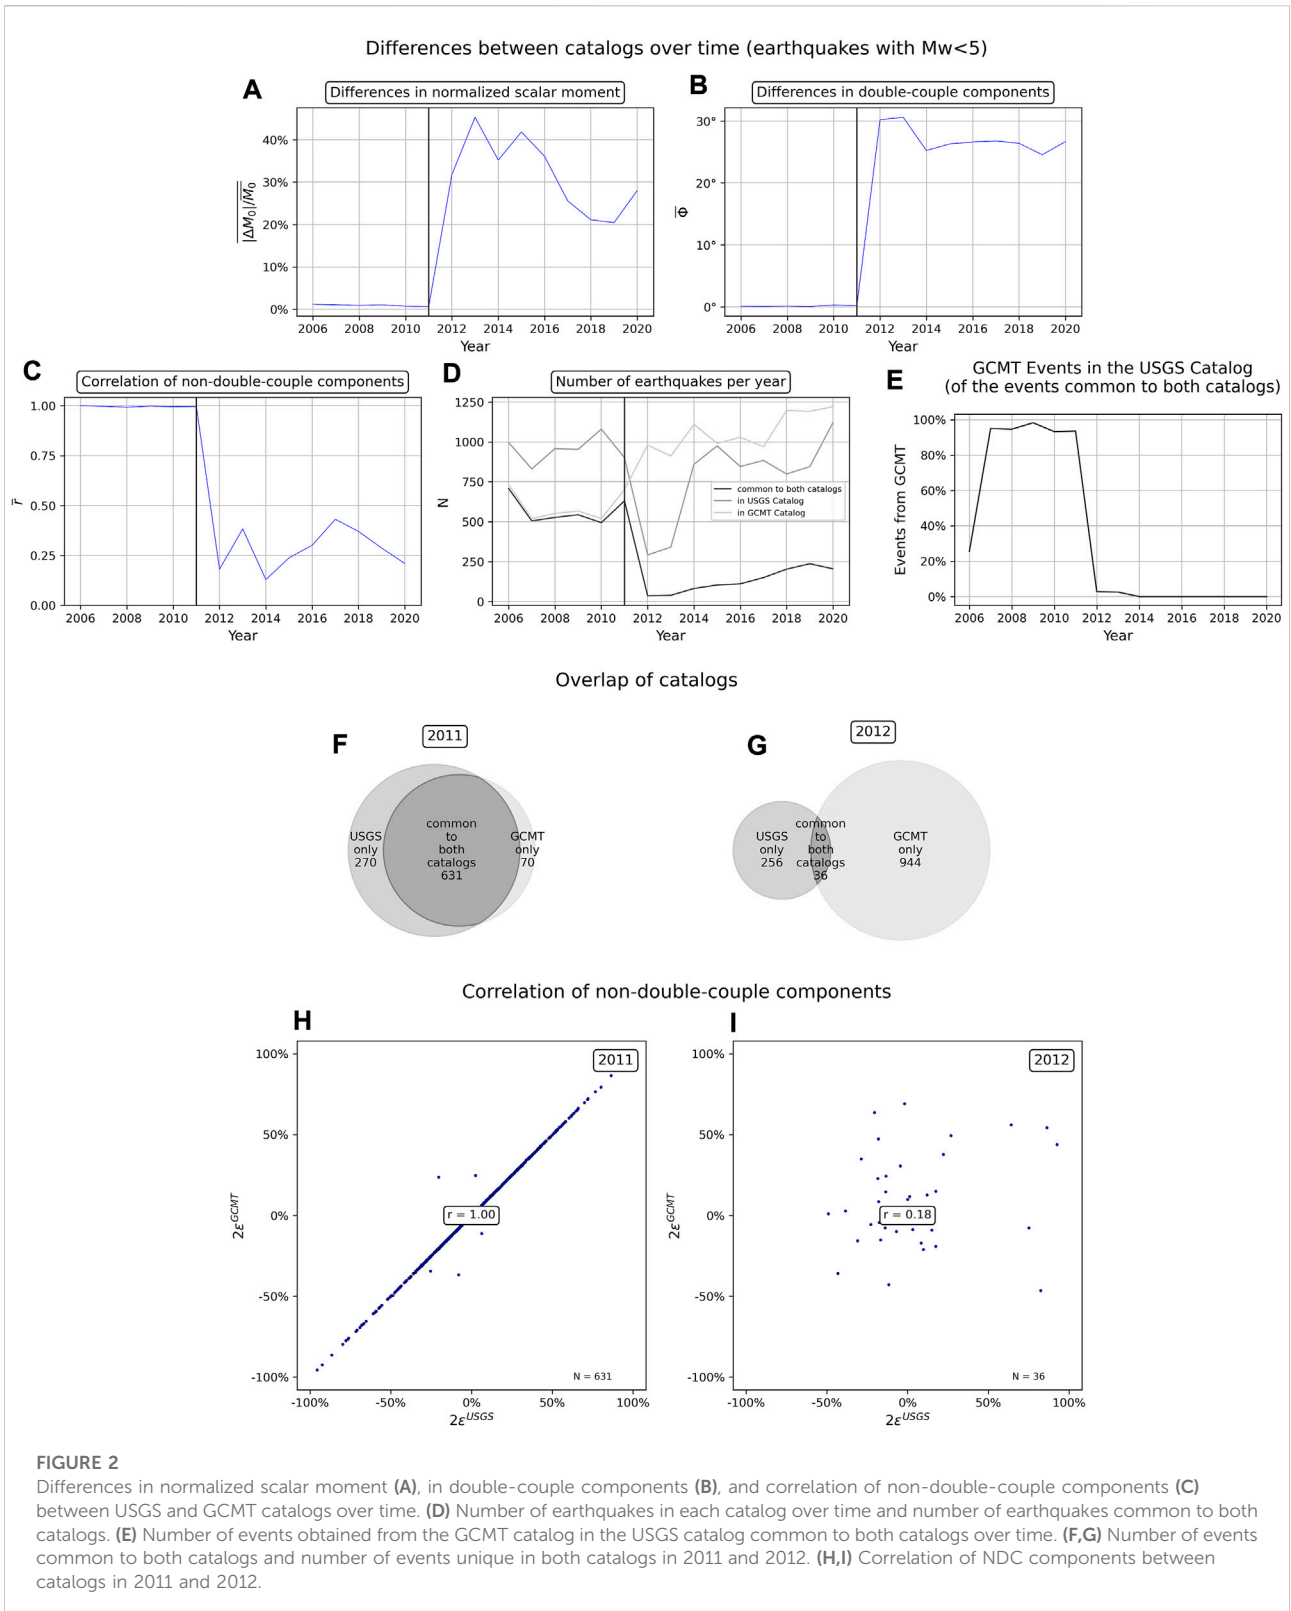 Differences between catalogs over time (earthquakes with Mw<5)
A
Differences in normalized scalar moment
40%
30%
20%
10%
0%
|ΔM₀|/M̅₀
2006 2008 2010 2012 2014 2016 2018 2020
Year
B
Differences in double-couple components
30°
20°
10°
0°
Φ̅
2006 2008 2010 2012 2014 2016 2018 2020
Year
C
Correlation of non-double-couple components
1.00
0.75
0.50
0.25
0.00
r̅
2006 2008 2010 2012 2014 2016 2018 2020
Year
D
Number of earthquakes per year
1250
1000
750
500
250
0
N
common to both catalogs
in USGS Catalog
in GCMT Catalog
2006 2008 2010 2012 2014 2016 2018 2020
E
GCMT Events in the USGS Catalog
(of the events common to both catalogs)
100%
80%
60%
40%
20%
0%
Events from GCMT
2006 2008 2010 2012 2014 2016 2018 2020
Year
Overlap of catalogs
F
2011
USGS
only
270
common
to
both
catalogs
631
GCMT
only
70
G
2012
USGS
only
256
common
to
both
catalogs
36
GCMT
only
944
Correlation of non-double-couple components
H
2011
100%
50%
0%
-50%
-100%
2ε^GCMT
r = 1.00
N = 631
-100% -50% 0% 50% 100%
2ε^USGS
I
2012
100%
50%
0%
-50%
-100%
2ε^GCMT
r = 0.18
N = 36
-100% -50% 0% 50% 100%
2ε^USGS
FIGURE 2
Differences in normalized scalar moment (A), in double-couple components (B), and correlation of non-double-couple components (C)
between USGS and GCMT catalogs over time. (D) Number of earthquakes in each catalog over time and number of earthquakes common to both
catalogs. (E) Number of events obtained from the GCMT catalog in the USGS catalog common to both catalogs over time. (F,G) Number of events
common to both catalogs and number of events unique in both catalogs in 2011 and 2012. (H,I) Correlation of NDC components between
catalogs in 2011 and 2012.